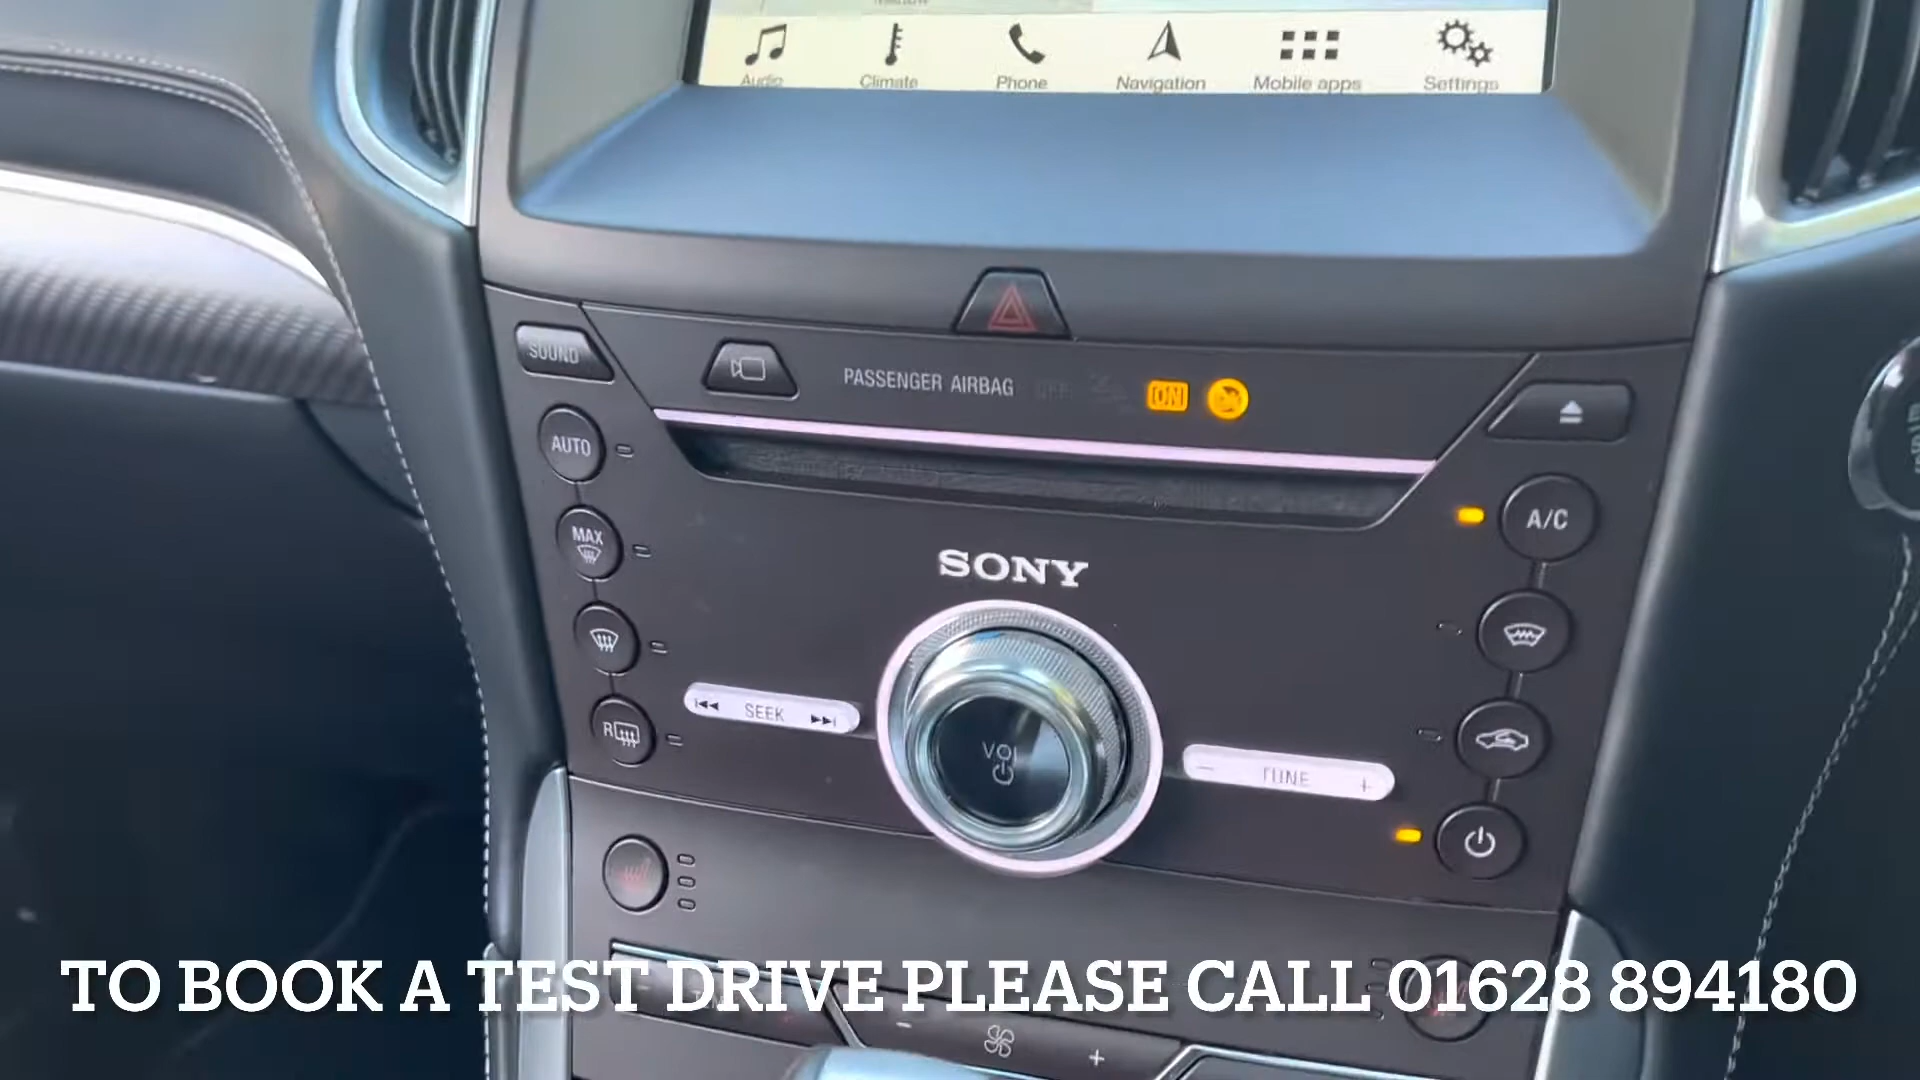 Audio Climate Phone Navigation Mobile apps Settings
SOUND
PASSENGER AIRBAG OFF ON
AUTO
MAX
A/C
SONY
R
SEEK
VOL
- TUNE +
TO BOOK A TEST DRIVE PLEASE CALL 01628 894180
- +